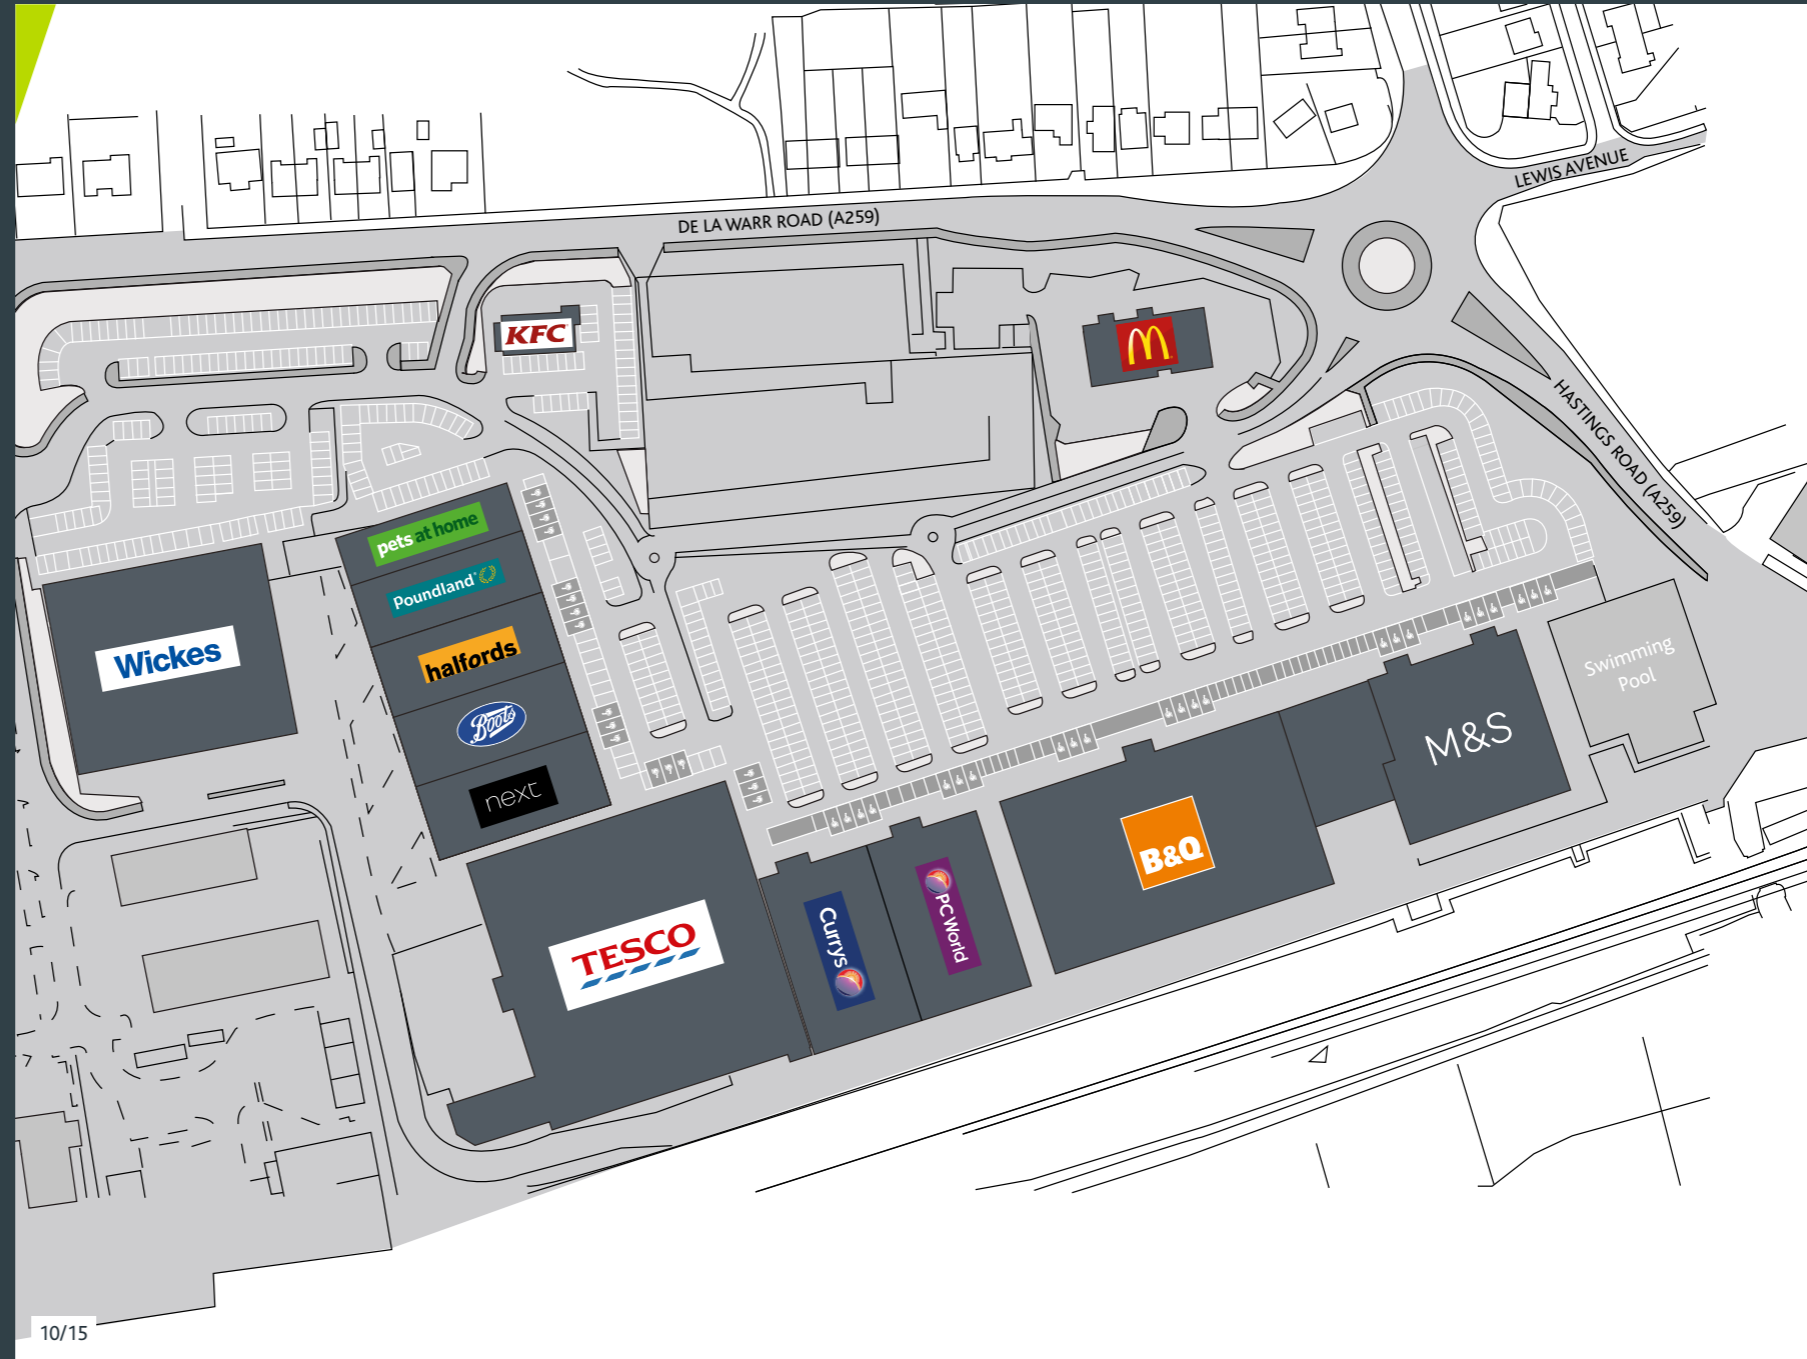 LEWIS AVENUE
DE LA WARR ROAD (A259)
KFC
HASTINGS ROAD (A259)
pets at home
Poundland
Wickes
halfords
Boots
next
Swimming
Pool
M&S
B&Q
TESCO
Currys
PC World
10/15